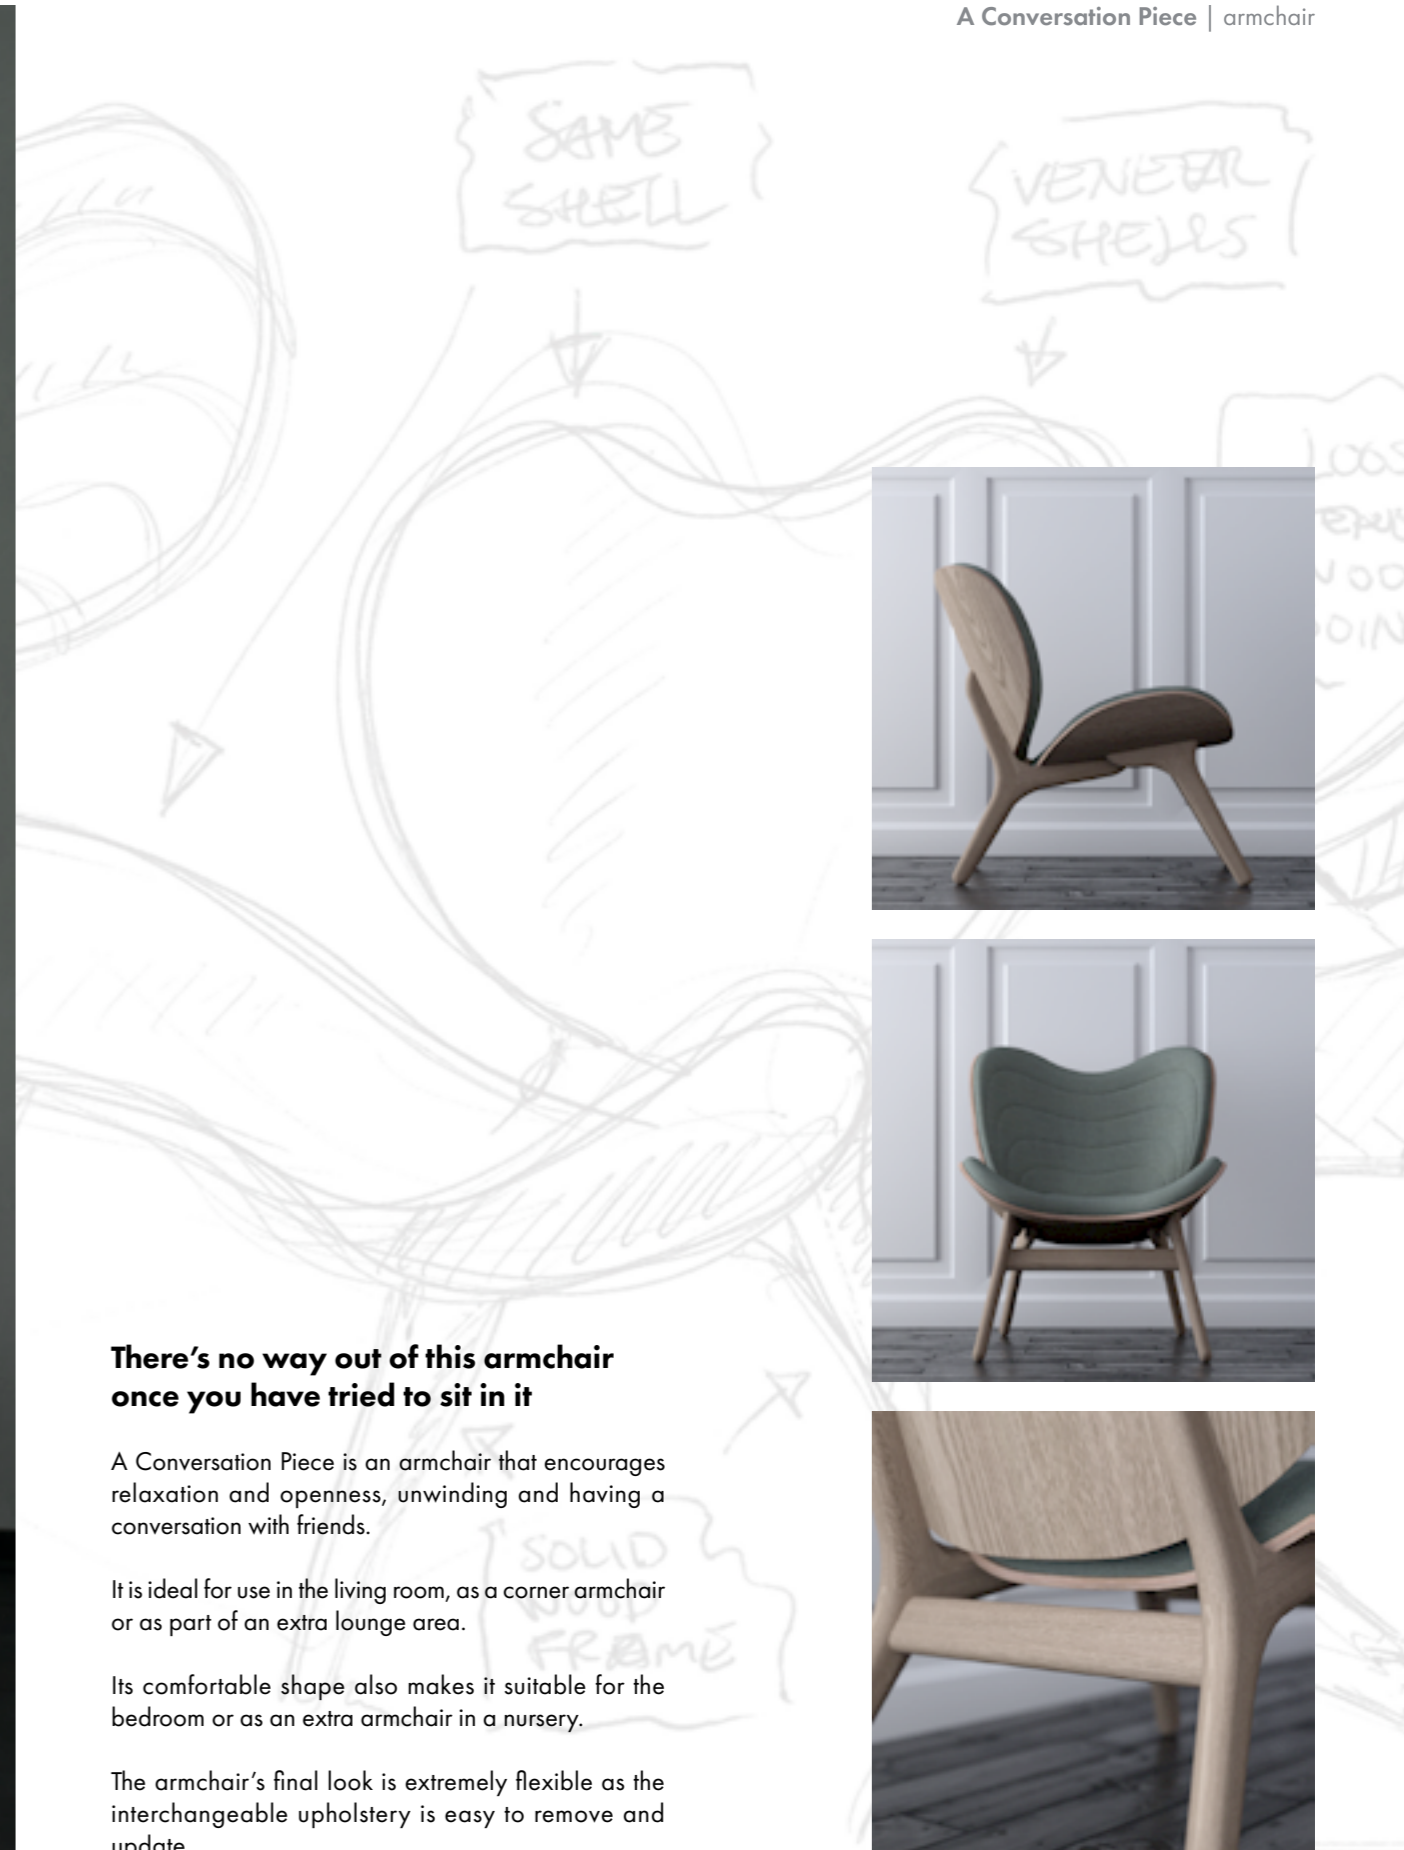 A Conversation Piece | armchair
SAME
SHELL
VENEER
SHELLS
There's no way out of this armchair
once you have tried to sit in it
A Conversation Piece is an armchair that encourages
relaxation and openness, unwinding and having a
conversation with friends.
It is ideal for use in the living room, as a corner armchair
or as part of an extra lounge area.
Its comfortable shape also makes it suitable for the
bedroom or as an extra armchair in a nursery.
The armchair's final look is extremely flexible as the
interchangeable upholstery is easy to remove and
update.
SOLID
WOOD
FRAME